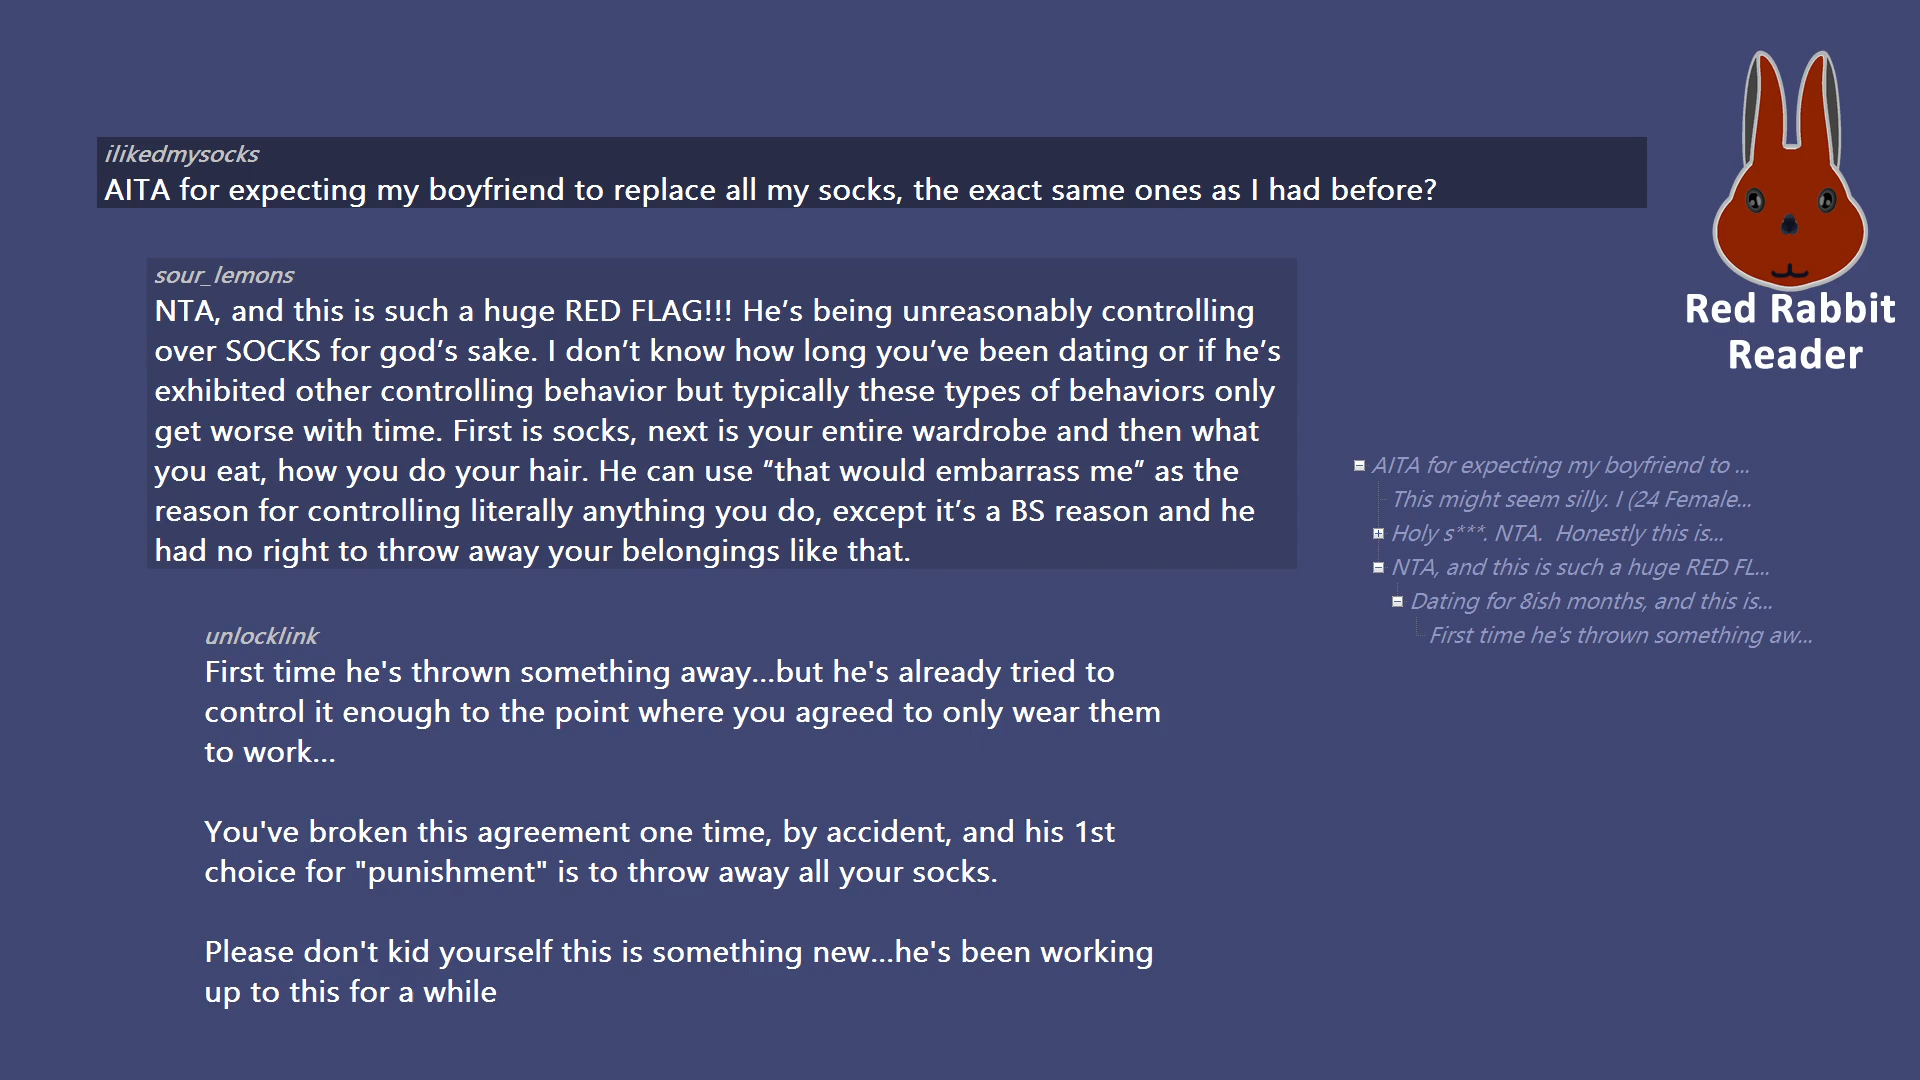 ilikedmysocks
AITA for expecting my boyfriend to replace all my socks, the exact same ones as I had before?
sour_lemons
NTA, and this is such a huge RED FLAG!!! He’s being unreasonably controlling
over SOCKS for god’s sake. I don’t know how long you’ve been dating or if he’s
exhibited other controlling behavior but typically these types of behaviors only
get worse with time. First is socks, next is your entire wardrobe and then what
you eat, how you do your hair. He can use “that would embarrass me” as the
reason for controlling literally anything you do, except it’s a BS reason and he
had no right to throw away your belongings like that.
unlocklink
First time he's thrown something away...but he's already tried to
control it enough to the point where you agreed to only wear them
to work...
You've broken this agreement one time, by accident, and his 1st
choice for "punishment" is to throw away all your socks.
Please don't kid yourself this is something new...he's been working
up to this for a while
Red Rabbit
Reader
AITA for expecting my boyfriend to ...
This might seem silly. I (24 Female...
Holy s***. NTA.  Honestly this is...
NTA, and this is such a huge RED FL...
Dating for 8ish months, and this is...
First time he's thrown something aw...